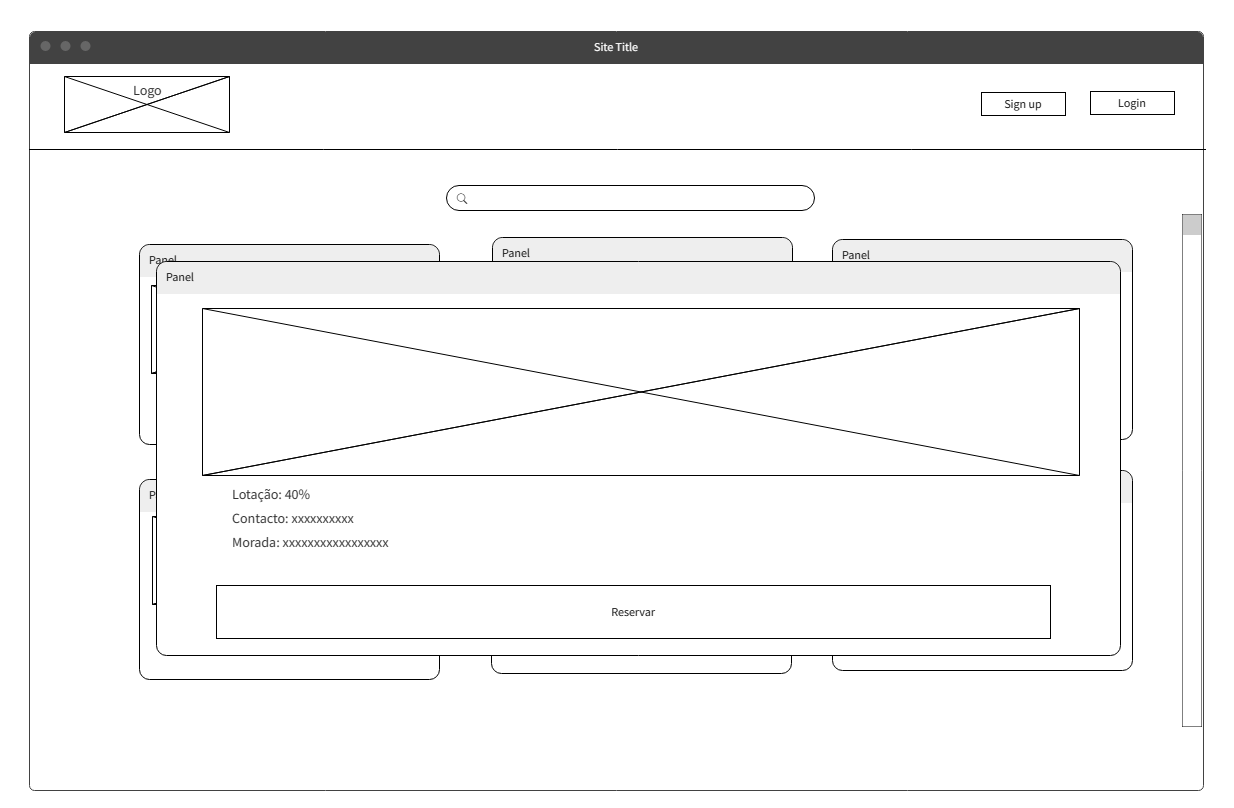 Site Title
Logo
Sign up
Login
Panel
Panel
Panel
Panel
Lotação: 40%
P
Contacto: xxxxxxxxxx
Morada: xxxxxxxxxxxxxxxxx
Reservar